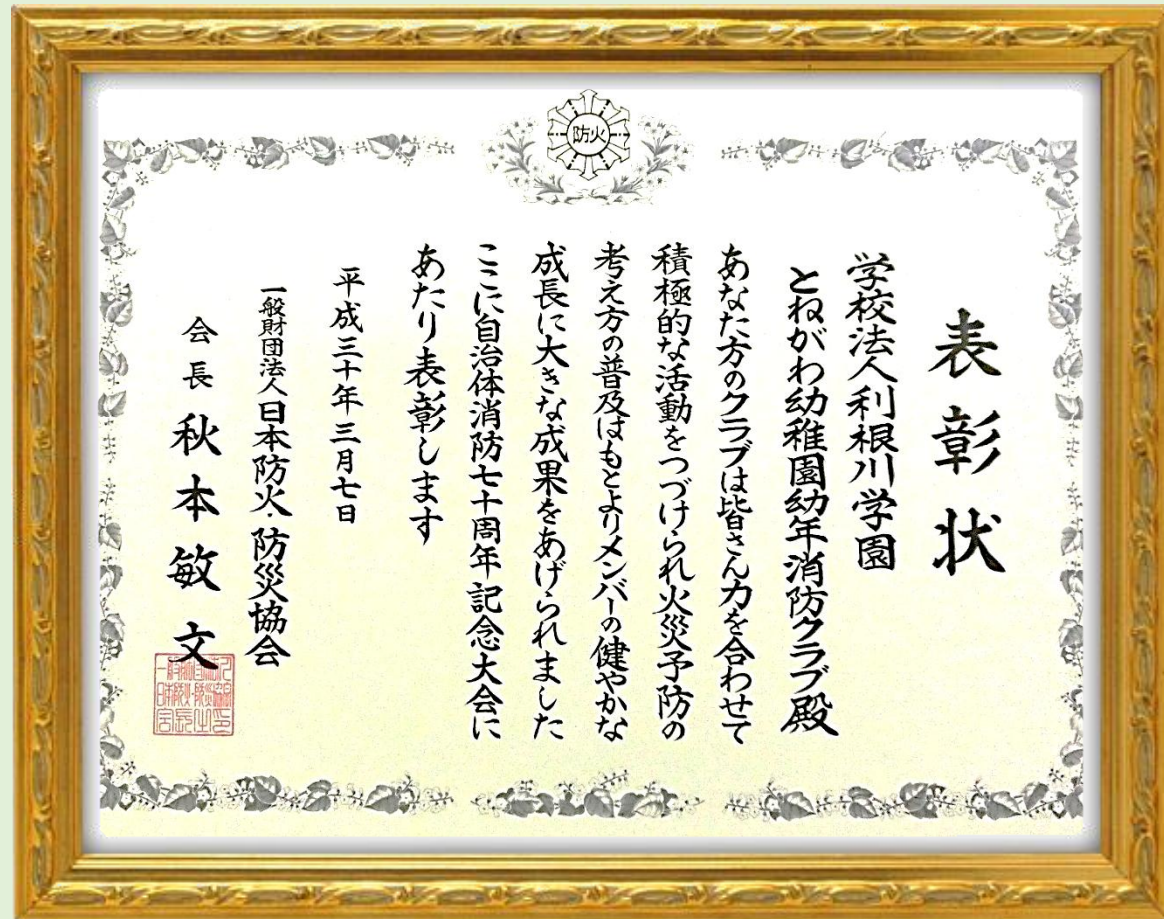 防火
表彰状
学校法人利根川学園
とねがわ幼稚園幼年消防クラブ殿
あなた方のクラブは皆さん力を合わせて
積極的な活動をつづけられ火災予防の
考え方の普及はもとよりメンバーの健やかな
成長に大きな成果をあげられました
ここに自治体消防七十周年記念大会に
あたり表彰します
平成三十年三月七日
一般財団法人日本防火・防災協会
会長 秋本敏文